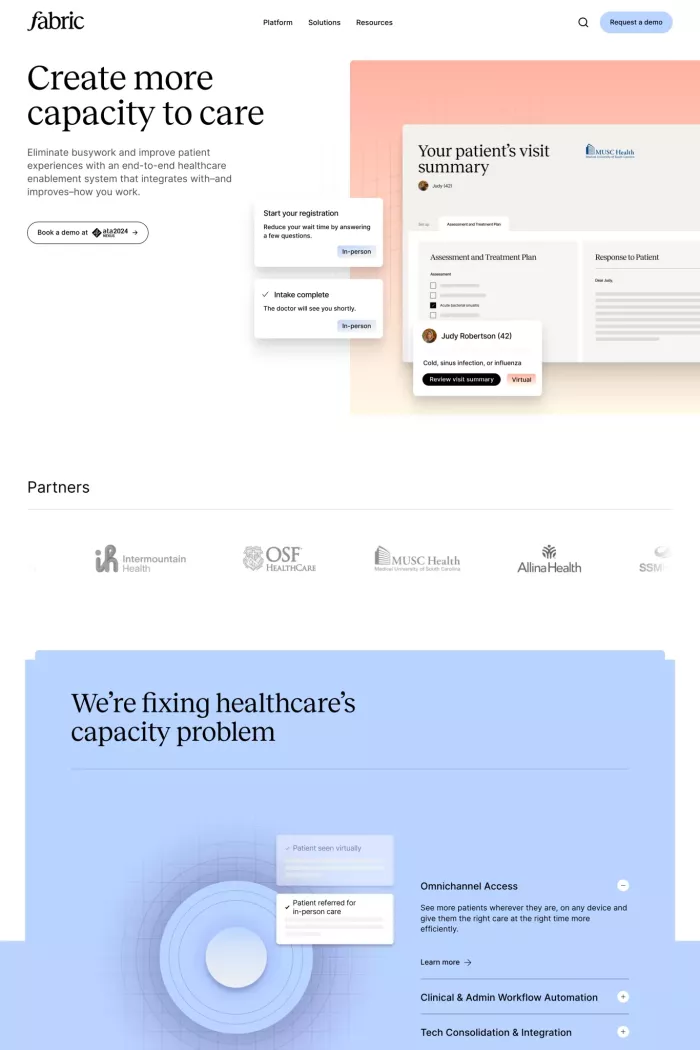 fabric
Platform
Solutions
Resources
Request a demo
Create more
capacity to care
Eliminate busywork and improve patient
experiences with an end-to-end healthcare
enablement system that integrates with–and
improves–how you work.
Book a demo at ata2024 NEXUS →
Start your registration
Reduce your wait time by answering
a few questions.
In-person
Intake complete
The doctor will see you shortly.
In-person
Your patient’s visit
summary
Judy (42)
MUSC Health
Medical University of South Carolina
Set up
Assessment and Treatment Plan
Assessment and Treatment Plan
Assessment
Acute bacterial sinusitis
Response to Patient
Dear Judy,
Judy Robertson (42)
Cold, sinus infection, or influenza
Review visit summary
Virtual
Partners
Intermountain
Health
OSF
HEALTHCARE
MUSC Health
Medical University of South Carolina
Allina Health
SSM
We’re fixing healthcare’s
capacity problem
Patient seen virtually
Patient referred for
in-person care
Omnichannel Access
See more patients wherever they are, on any device and
give them the right care at the right time more
efficiently.
Learn more →
Clinical & Admin Workflow Automation
Tech Consolidation & Integration